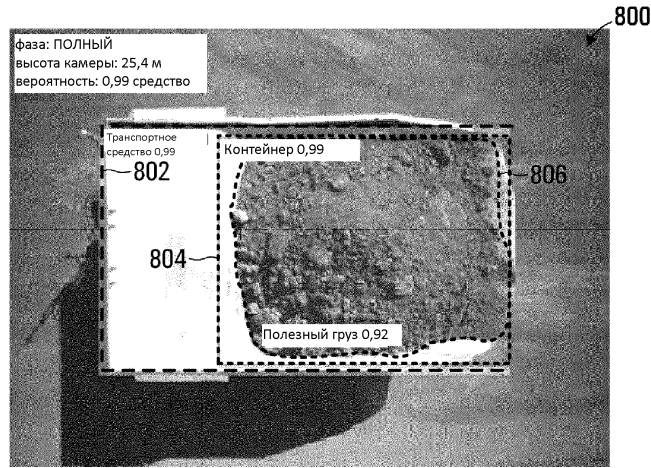 800
фаза: ПОЛНЫЙ
высота камеры: 25,4 м
вероятность: 0,99 средство
Транспортное
средство 0,99
802
Контейнер 0,99
806
804
Полезный груз 0,92